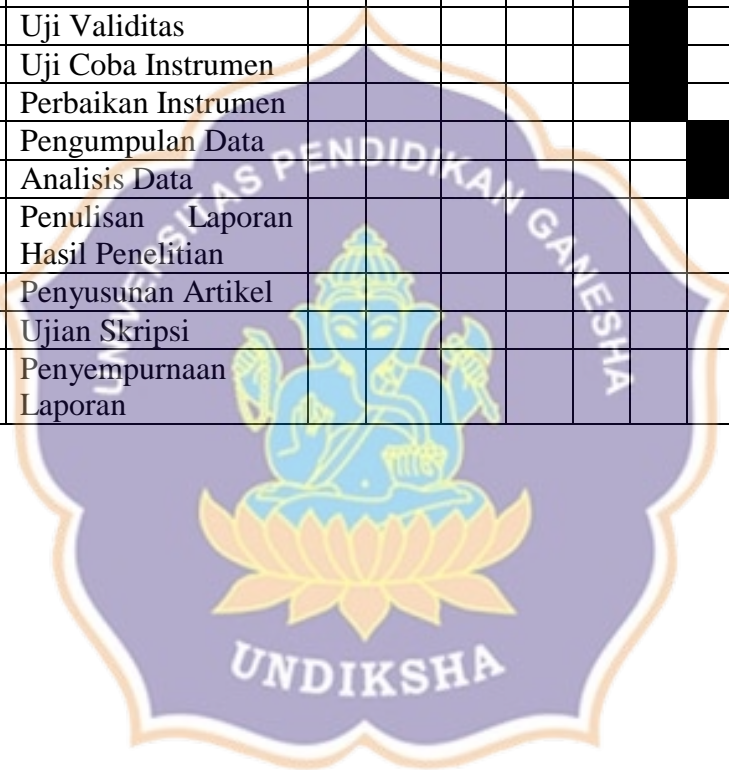 Uji Validitas
Uji Coba Instrumen
Perbaikan Instrumen
Pengumpulan Data
Analisis Data
Penulisan Laporan
Hasil Penelitian
Penyusunan Artikel
Ujian Skripsi
Penyempurnaan
Laporan
UNIVERSITAS PENDIDIKAN GANESHA
UNDIKSHA